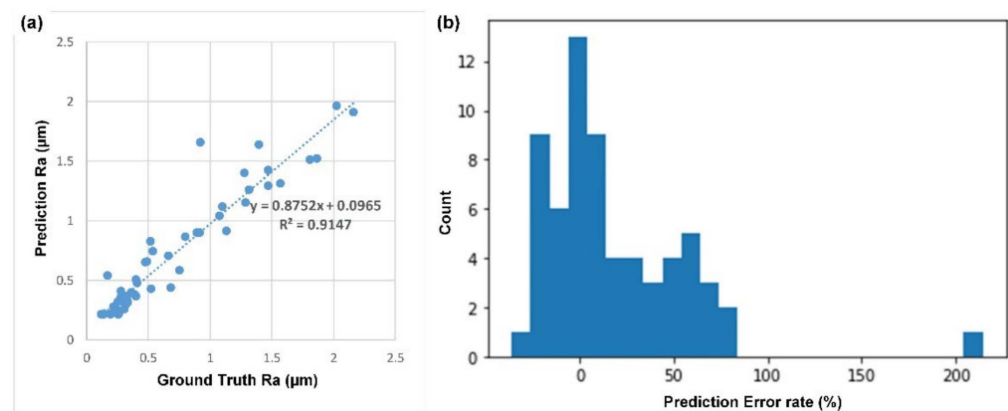 (a)
2.5
2
1.5
1
0.5
0
0 0.5 1 1.5 2 2.5
Prediction Ra (µm)
Ground Truth Ra (µm)
y = 0.8752x + 0.0965
R² = 0.9147
(b)
12
10
8
6
4
2
0
0 50 100 150 200
Count
Prediction Error rate (%)